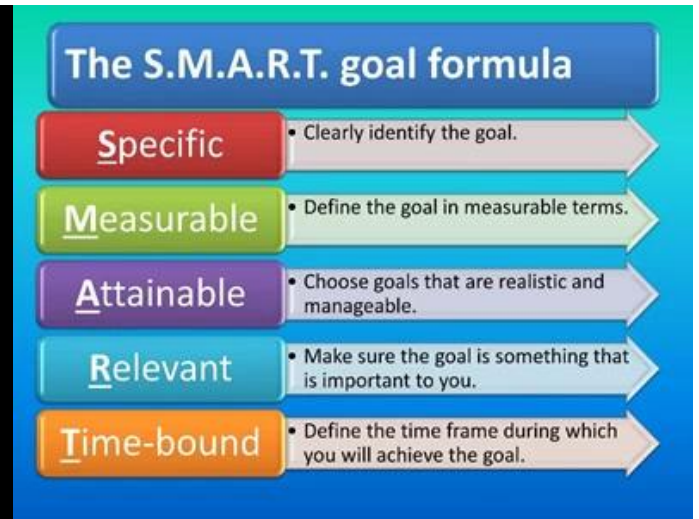 The S.M.A.R.T. goal formula
Specific
• Clearly identify the goal.
Measurable
• Define the goal in measurable terms.
Attainable
• Choose goals that are realistic and
manageable.
Relevant
• Make sure the goal is something that
is important to you.
Time-bound
• Define the time frame during which
you will achieve the goal.